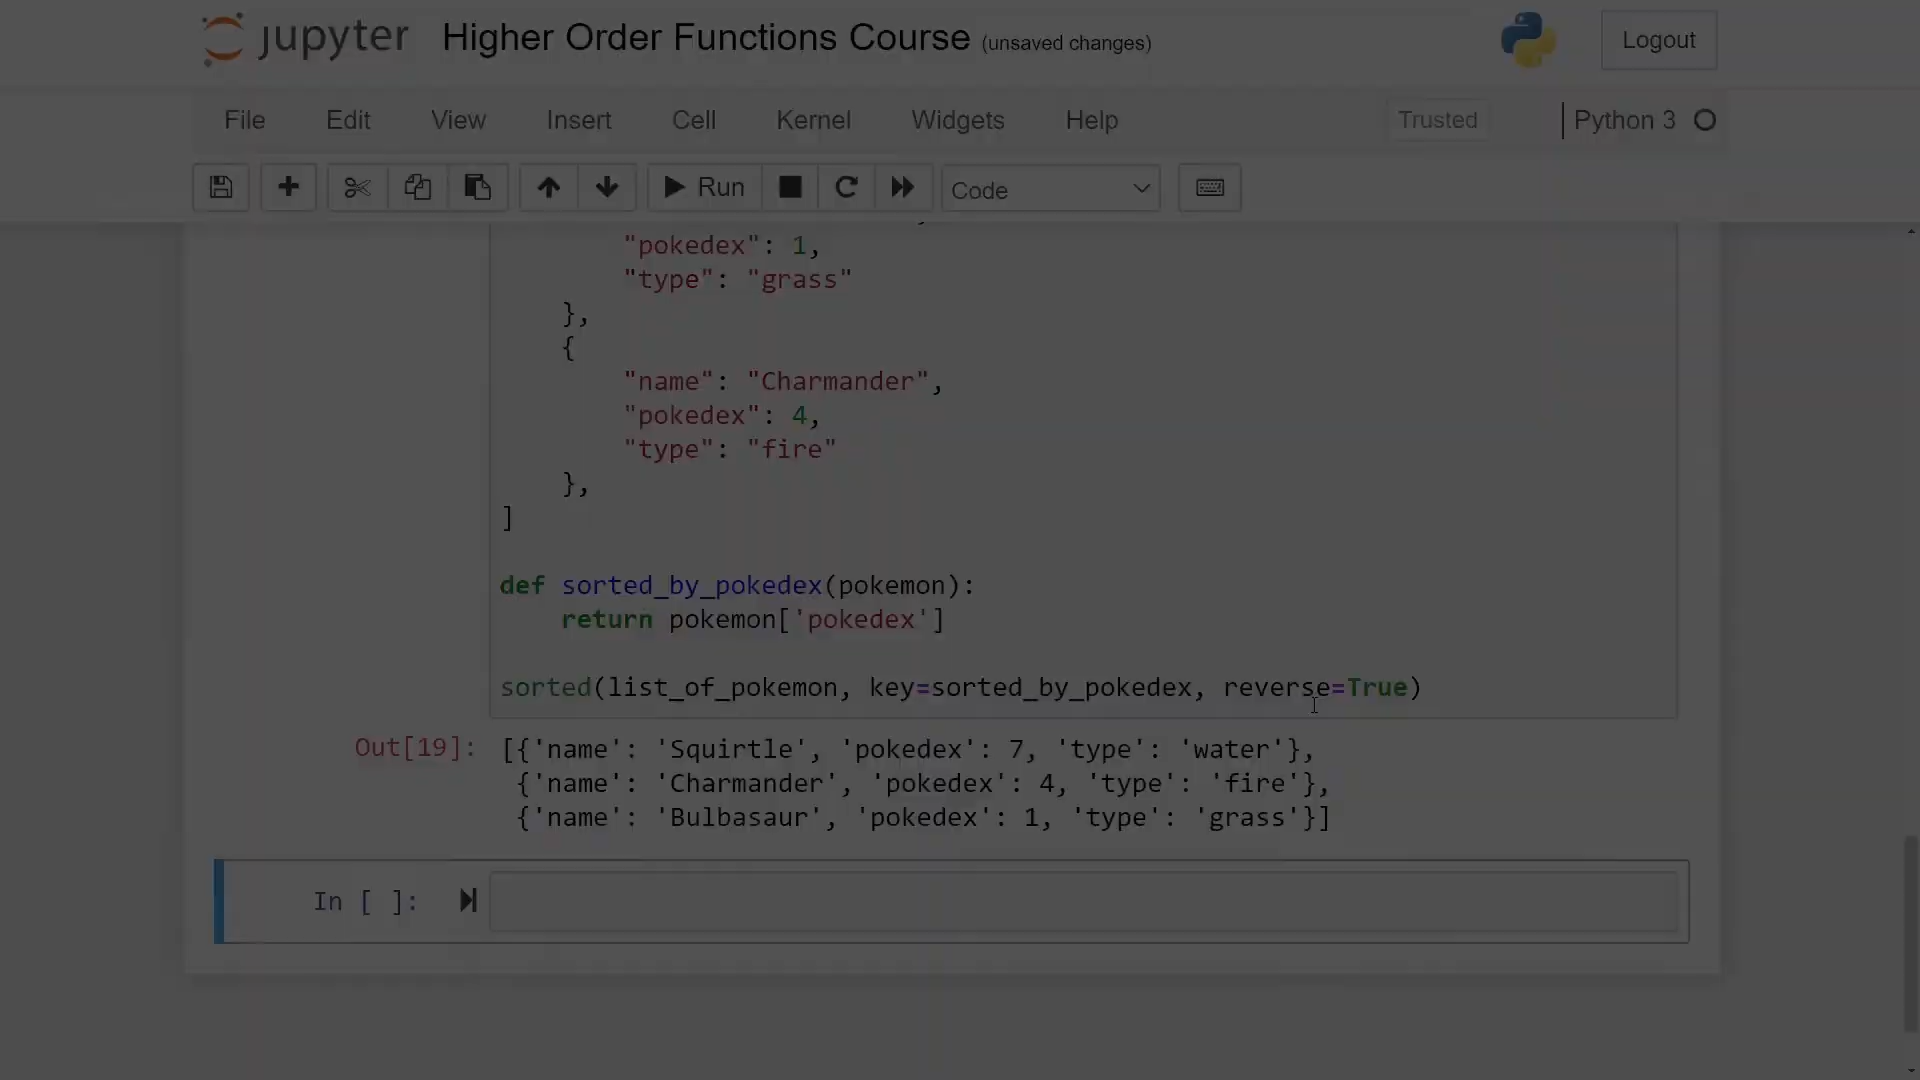 jupyter Higher Order Functions Course (unsaved changes) Logout
File Edit View Insert Cell Kernel Widgets Help Trusted Python 3
Run Code
"pokedex": 1,
"type": "grass"
},
{
"name": "Charmander",
"pokedex": 4,
"type": "fire"
},
]
def sorted_by_pokedex(pokemon):
return pokemon['pokedex']
sorted(list_of_pokemon, key=sorted_by_pokedex, reverse=True)
Out[19]: [{'name': 'Squirtle', 'pokedex': 7, 'type': 'water'},
{'name': 'Charmander', 'pokedex': 4, 'type': 'fire'},
{'name': 'Bulbasaur', 'pokedex': 1, 'type': 'grass'}]
In [ ]: